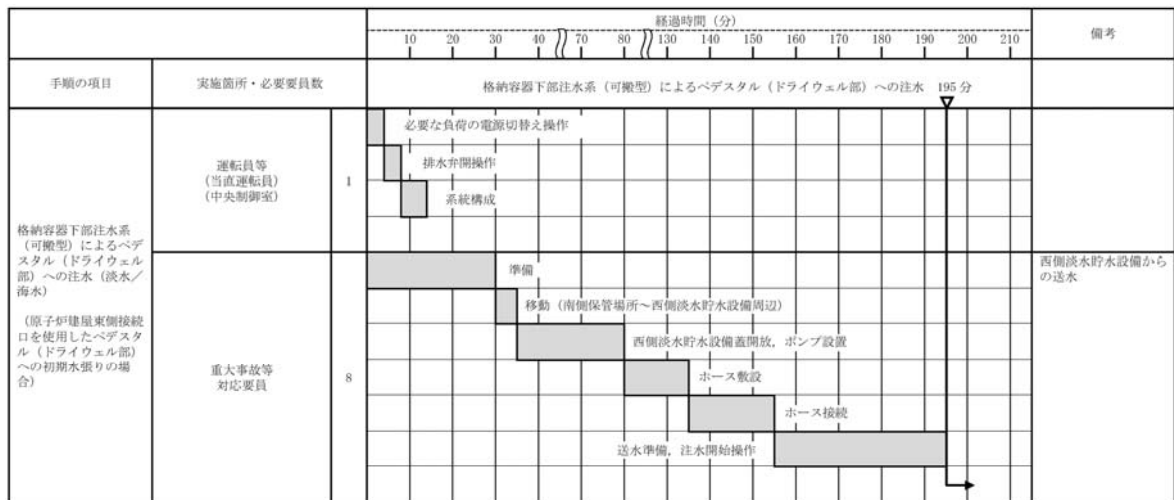 経過時間（分）
備考
10 20 30 40 70 80 130 140 150 160 170 180 190 200 210
手順の項目
実施箇所・必要要員数
格納容器下部注水系（可搬型）によるペデスタル（ドライウェル部）への注水 195 分
必要な負荷の電源切替え操作
運転員等
（当直運転員）
（中央制御室）
1
排水弁開操作
系統構成
格納容器下部注水系
（可搬型）によるペデ
スタル（ドライウェル
部）への注水（淡水／
海水）
（原子炉建屋東側接続
口を使用したペデスタ
ル（ドライウェル部）
への初期水張りの場
合）
重大事故等
対応要員
8
準備
移動（南側保管場所～西側淡水貯水設備周辺）
西側淡水貯水設備蓋開放，ポンプ設置
ホース敷設
ホース接続
送水準備，注水開始操作
西側淡水貯水設備から
の送水